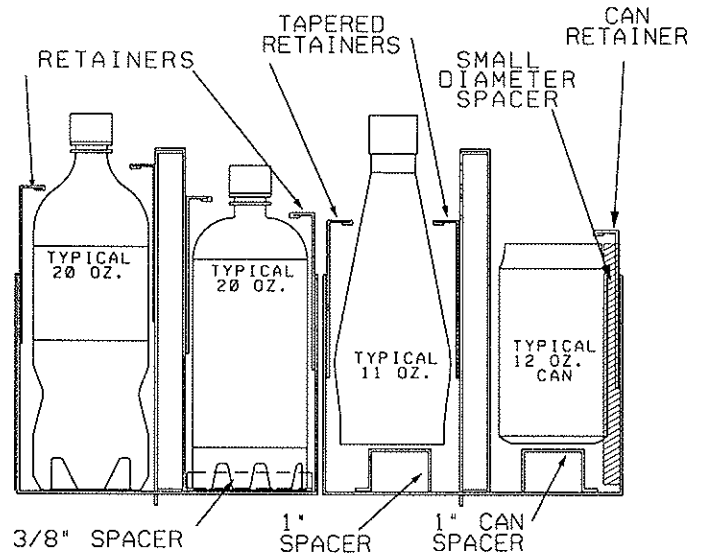 CAN
RETAINER
TAPERED
RETAINERS
RETAINERS
SMALL
DIAMETER
SPACER
TYPICAL
20 OZ.
TYPICAL
20 OZ.
TYPICAL
11 OZ.
TYPICAL
12 OZ.
CAN
3/8" SPACER
1"
SPACER
1" CAN
SPACER